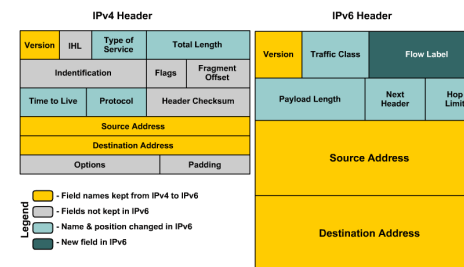 IPv4 Header
Version IHL Type of Service Total Length
Indentification Flags Fragment Offset
Time to Live Protocol Header Checksum
Source Address
Destination Address
Options Padding
Legend
- Field names kept from IPv4 to IPv6
- Fields not kept in IPv6
- Name & position changed in IPv6
- New field in IPv6
IPv6 Header
Version Traffic Class Flow Label
Payload Length Next Header Hop Limit
Source Address
Destination Address